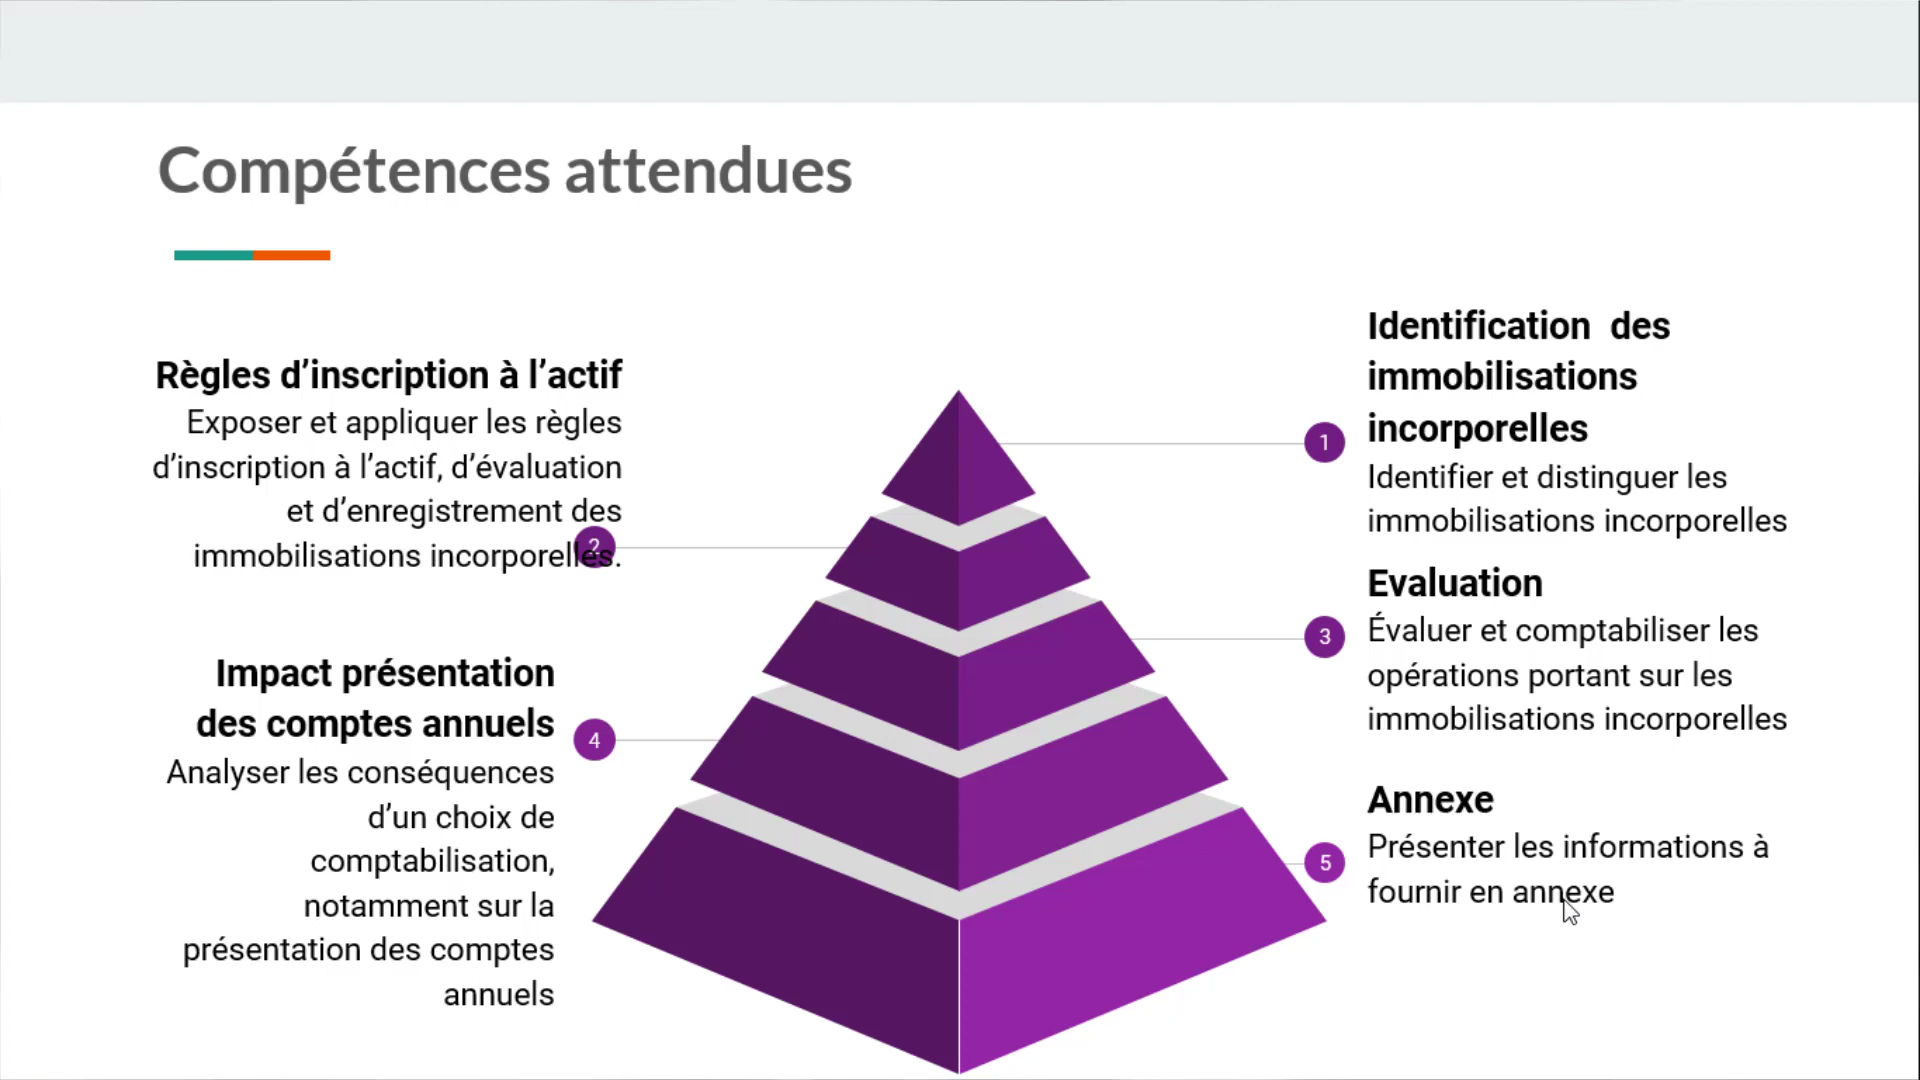 Compétences attendues
Identification des
immobilisations
incorporelles
Identifier et distinguer les
immobilisations incorporelles
1
Règles d’inscription à l’actif
Exposer et appliquer les règles
d’inscription à l’actif, d’évaluation
et d’enregistrement des
immobilisations incorporelles.
2
Evaluation
Évaluer et comptabiliser les
opérations portant sur les
immobilisations incorporelles
3
Impact présentation
des comptes annuels
Analyser les conséquences
d’un choix de
comptabilisation,
notamment sur la
présentation des comptes
annuels
4
Annexe
Présenter les informations à
fournir en annexe
5